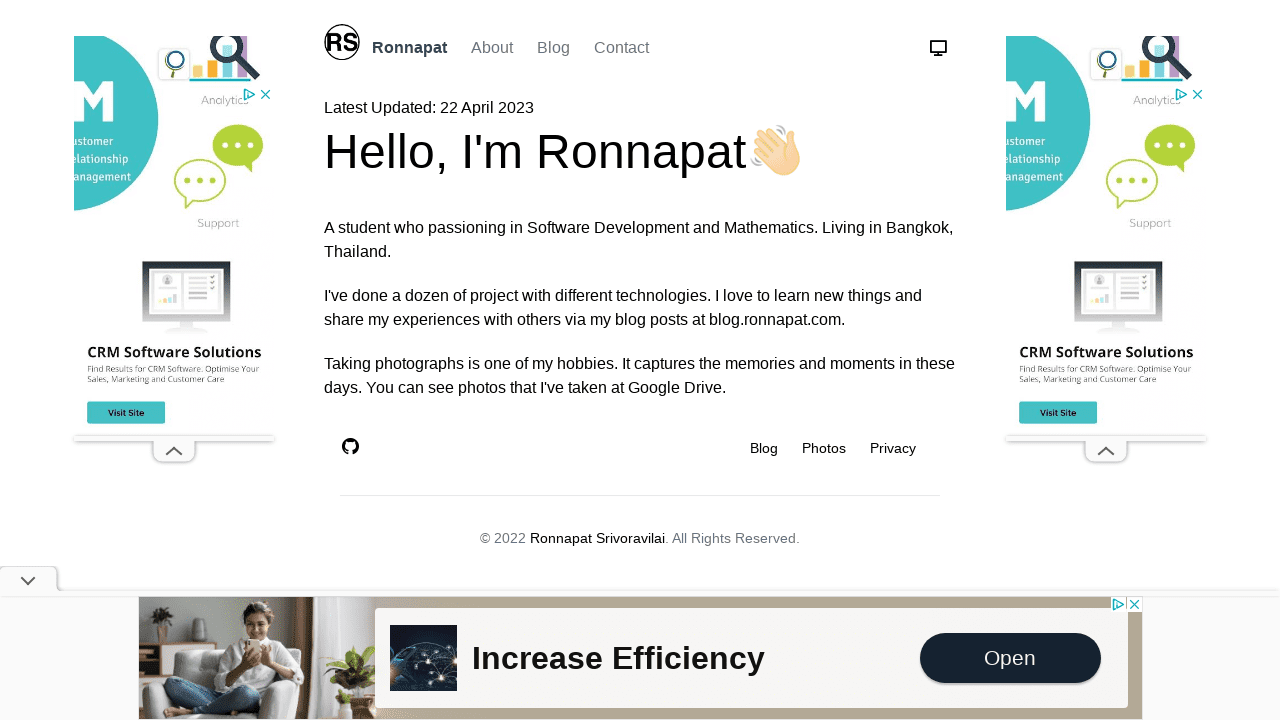 RS
Ronnapat
About
Blog
Contact
Latest Updated: 22 April 2023
Hello, I'm Ronnapat
A student who passioning in Software Development and Mathematics. Living in Bangkok,
Thailand.
I've done a dozen of project with different technologies. I love to learn new things and
share my experiences with others via my blog posts at blog.ronnapat.com.
Taking photographs is one of my hobbies. It captures the memories and moments in these
days. You can see photos that I've taken at Google Drive.
Blog
Photos
Privacy
© 2022 Ronnapat Srivoravilai. All Rights Reserved.
Analytics
M
ustomer
elationship
anagement
Support
CRM Software Solutions
Find Results for CRM Software. Optimise Your
Sales, Marketing and Customer Care
Visit Site
Analytics
M
ustomer
elationship
anagement
Support
CRM Software Solutions
Find Results for CRM Software. Optimise Your
Sales, Marketing and Customer Care
Visit Site
Increase Efficiency
Open